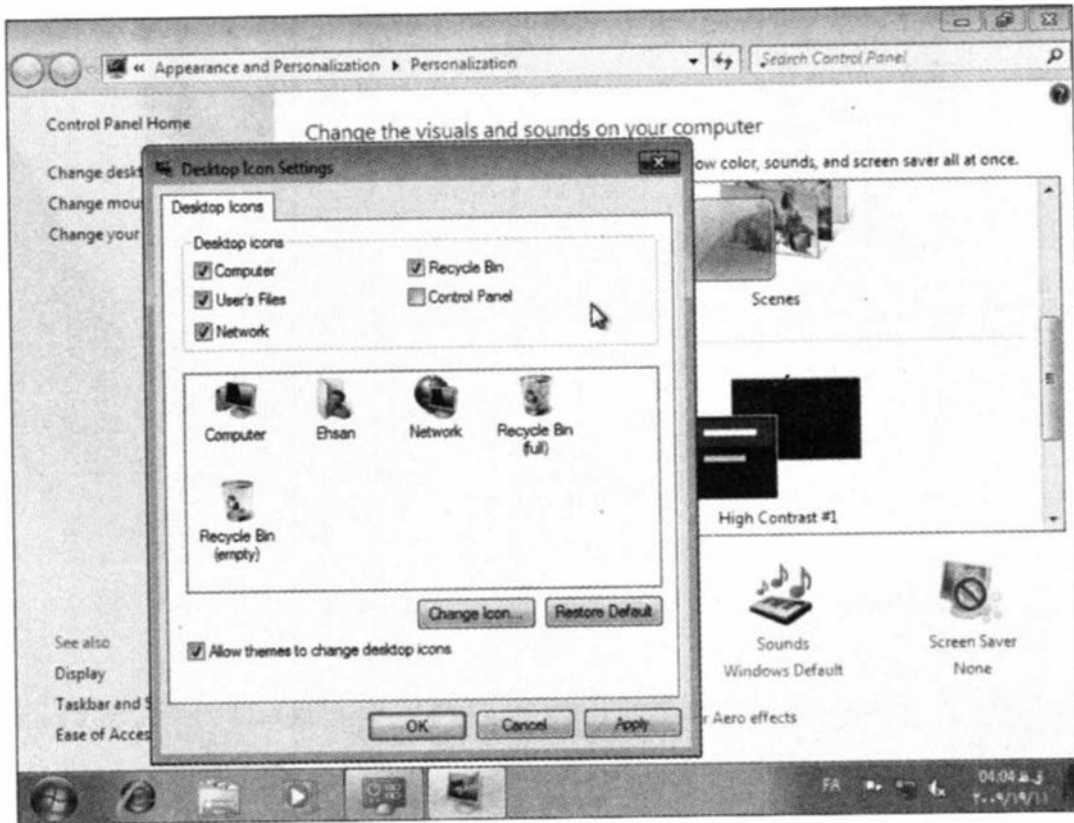 « Appearance and Personalization ▸ Personalization
Search Control Panel
Control Panel Home
Change the visuals and sounds on your computer
Change deskt
ow color, sounds, and screen saver all at once.
Change mou
Change your
Desktop Icon Settings
Desktop Icons
Desktop icons
Computer
Recycle Bin
User's Files
Control Panel
Network
Computer
Ehsan
Network
Recycle Bin
(full)
Recycle Bin
(empty)
Change Icon...
Restore Default
Allow themes to change desktop icons
OK
Cancel
Apply
Scenes
High Contrast #1
Sounds
Windows Default
Screen Saver
None
r Aero effects
See also
Display
Taskbar and S
Ease of Acces
FA
04:04 ق.ظ